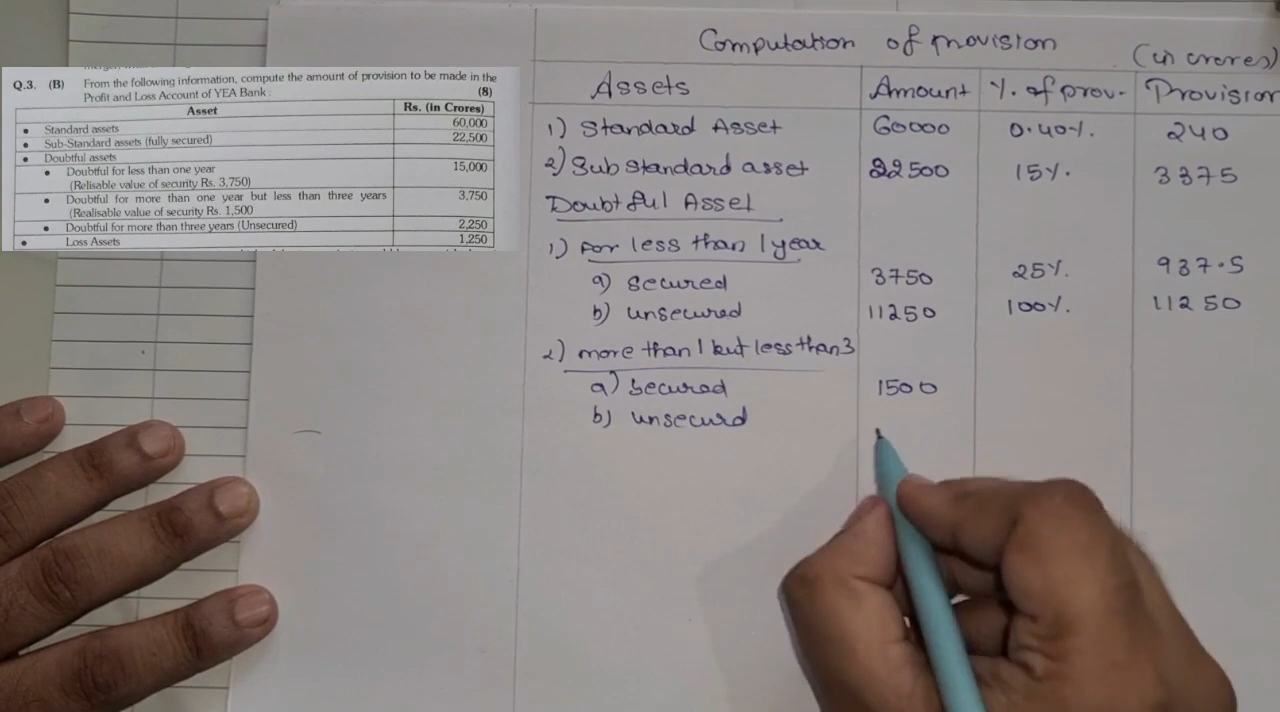 Q.3. (B) From the following information, compute the amount of provision to be made in the
Profit and Loss Account of YEA Bank : (8)
Asset Rs. (in Crores)
• Standard assets 60,000
• Sub-Standard assets (fully secured) 22,500
• Doubtful assets
• Doubtful for less than one year 15,000
(Relisable value of security Rs. 3,750)
• Doubtful for more than one year but less than three years 3,750
(Realisable value of security Rs. 1,500
• Doubtful for more than three years (Unsecured) 2,250
• Loss Assets 1,250
Computation of provision
(in crores)
Assets Amount % of prov. Provision
1) Standard Asset 60000 0.40%. 240
2) Sub standard asset 22500 15%. 3375
Doubtful Asset
1) For less than 1 year
a) secured 3750 25%. 937.5
b) unsecured 11250 100%. 11250
2) more than 1 but less than 3
a) secured 1500
b) unsecurd